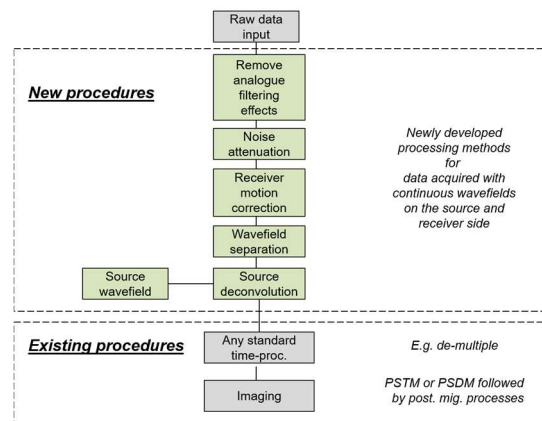 Raw data
input
New procedures
Remove
analogue
filtering
effects
Noise
attenuation
Receiver
motion
correction
Wavefield
separation
Source
wavefield
Source
deconvolution
Newly developed
processing methods
for
data acquired with
continuous wavefields
on the source and
receiver side
Existing procedures
Any standard
time-proc.
E.g. de-multiple
Imaging
PSTM or PSDM followed
by post. mig. processes